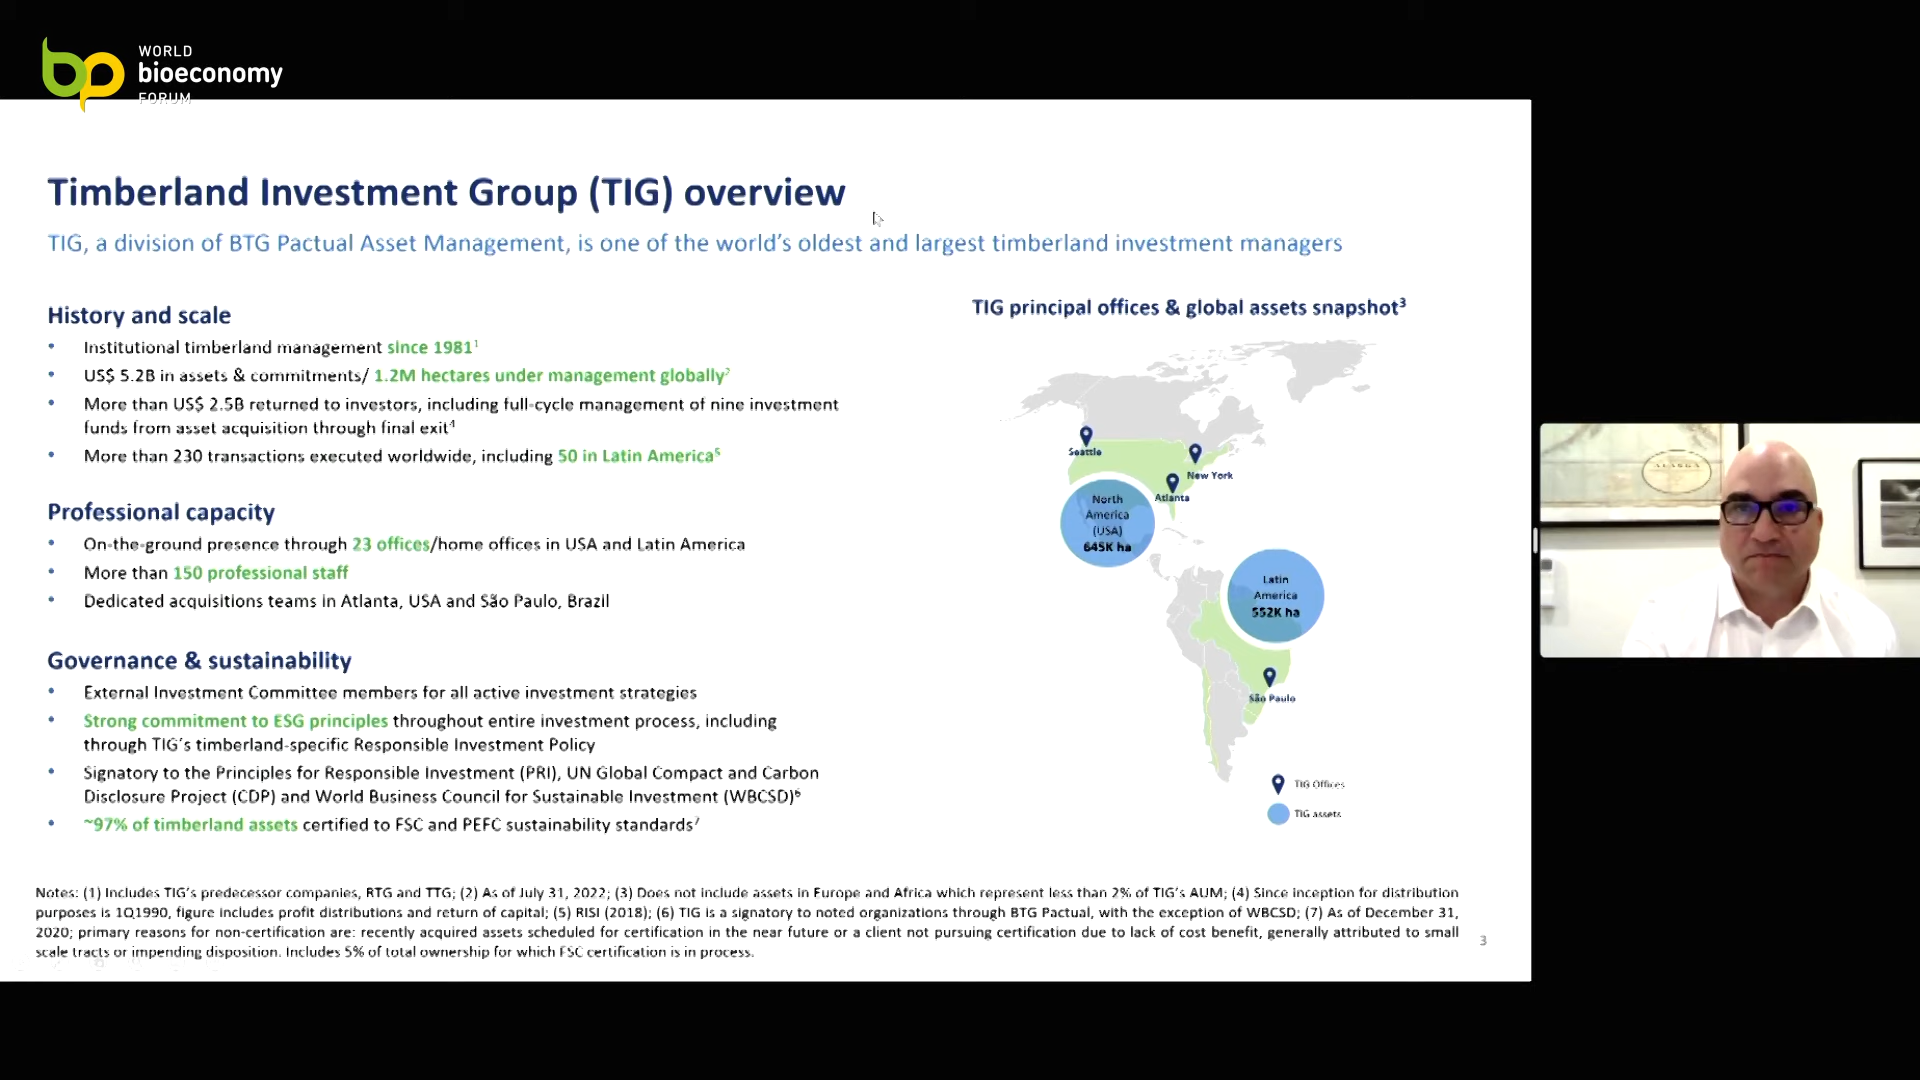 WORLD
bioeconomy
FORUM
Timberland Investment Group (TIG) overview
TIG, a division of BTG Pactual Asset Management, is one of the world's oldest and largest timberland investment managers
History and scale
• Institutional timberland management since 1981¹
• US$ 5.2B in assets & commitments/ 1.2M hectares under management globally²
• More than US$ 2.5B returned to investors, including full-cycle management of nine investment
funds from asset acquisition through final exit⁴
• More than 230 transactions executed worldwide, including 50 in Latin America⁵
Professional capacity
• On-the-ground presence through 23 offices/home offices in USA and Latin America
• More than 150 professional staff
• Dedicated acquisitions teams in Atlanta, USA and São Paulo, Brazil
Governance & sustainability
• External Investment Committee members for all active investment strategies
• Strong commitment to ESG principles throughout entire investment process, including
through TIG's timberland-specific Responsible Investment Policy
• Signatory to the Principles for Responsible Investment (PRI), UN Global Compact and Carbon
Disclosure Project (CDP) and World Business Council for Sustainable Investment (WBCSD)⁶
• ~97% of timberland assets certified to FSC and PEFC sustainability standards⁷
TIG principal offices & global assets snapshot³
Seattle
New York
Atlanta
North
America
(USA)
645K ha
Latin
America
552K ha
São Paulo
TIG Offices
TIG assets
Notes: (1) Includes TIG's predecessor companies, RTG and TTG; (2) As of July 31, 2022; (3) Does not include assets in Europe and Africa which represent less than 2% of TIG's AUM; (4) Since inception for distribution
purposes is 1Q1990, figure includes profit distributions and return of capital; (5) RISI (2018); (6) TIG is a signatory to noted organizations through BTG Pactual, with the exception of WBCSD; (7) As of December 31,
2020; primary reasons for non-certification are: recently acquired assets scheduled for certification in the near future or a client not pursuing certification due to lack of cost benefit, generally attributed to small
scale tracts or impending disposition. Includes 5% of total ownership for which FSC certification is in process.
3
ALASKA